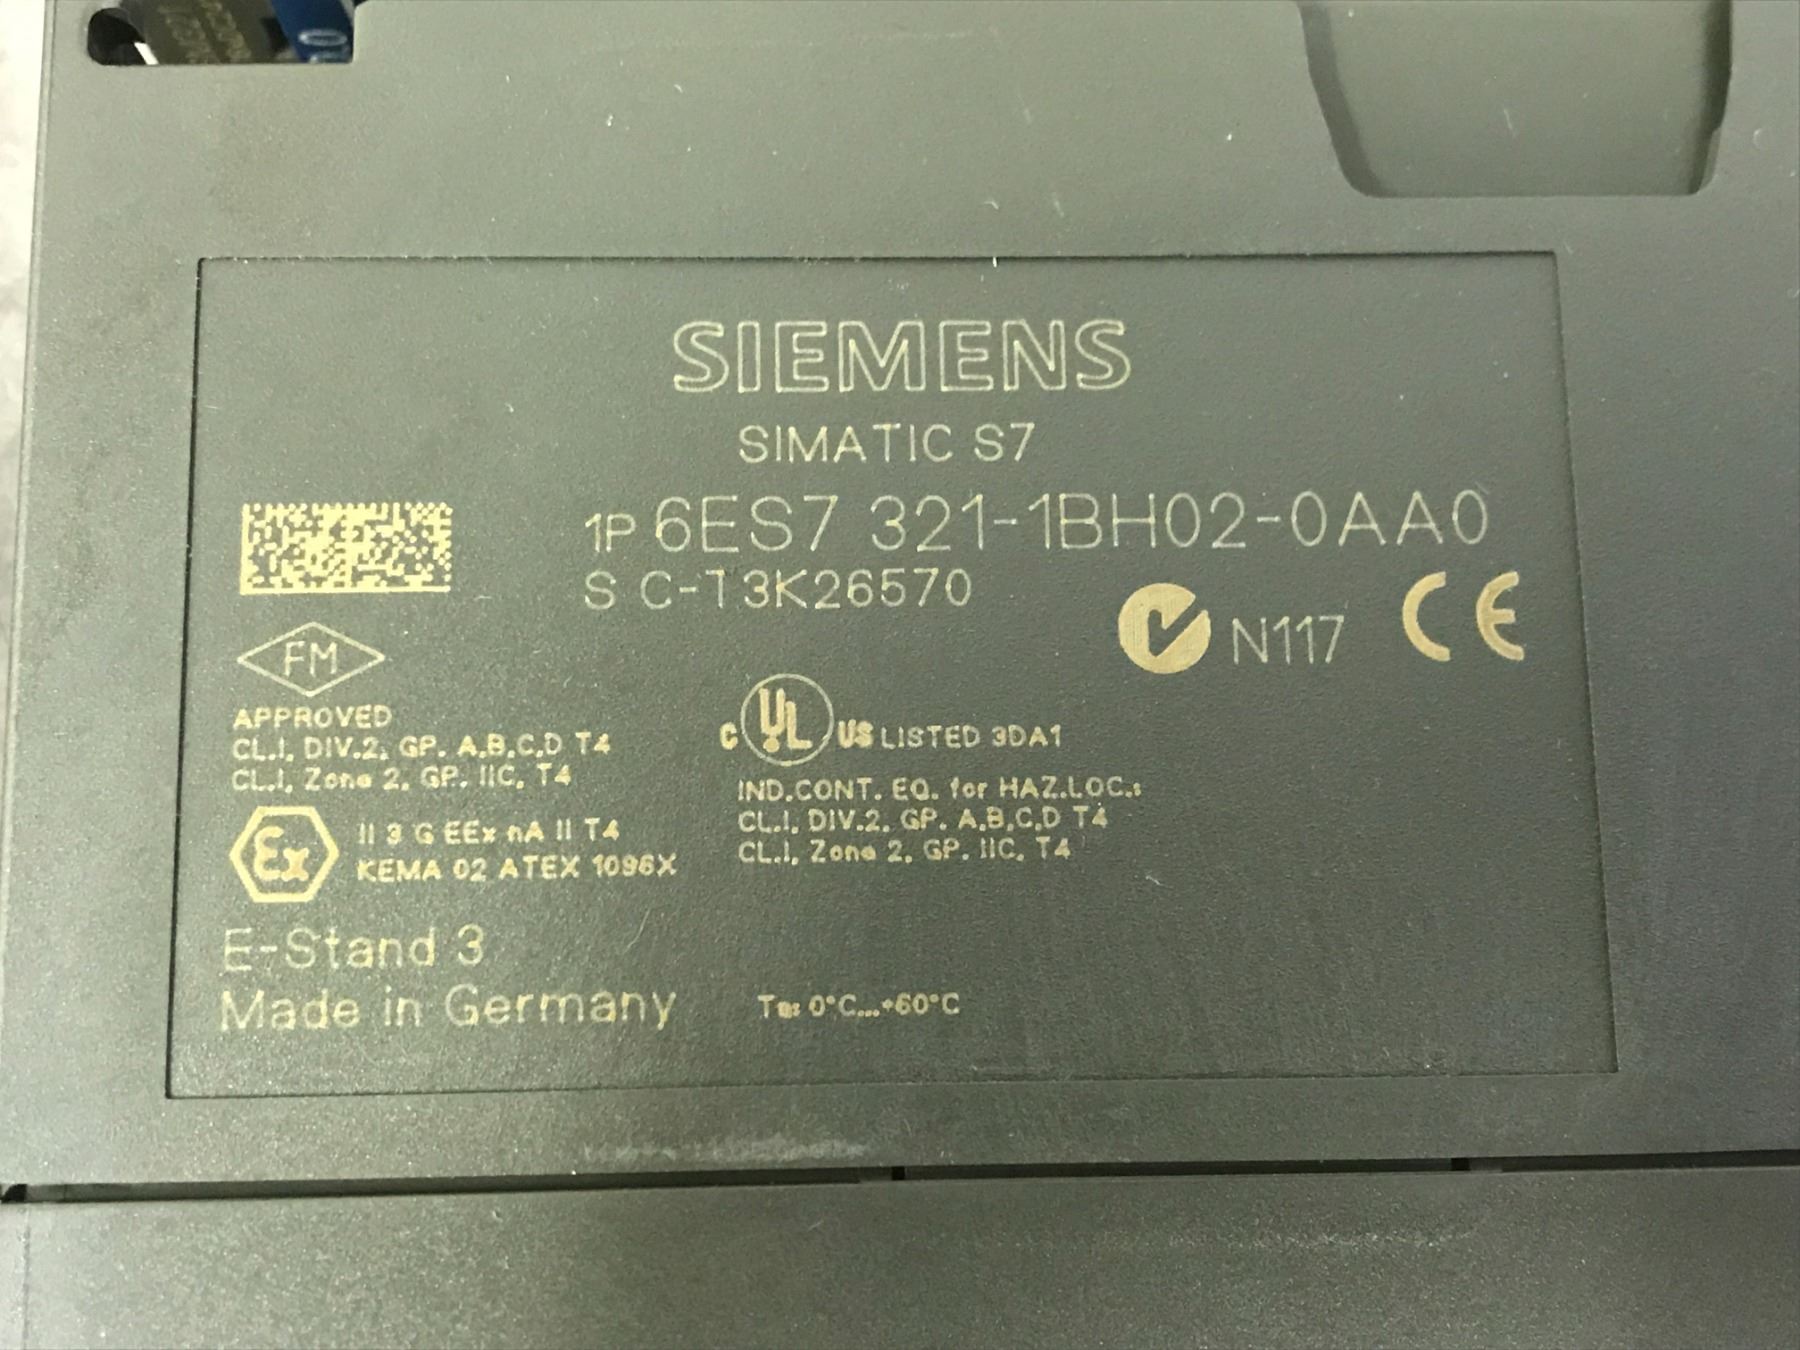 SIEMENS
SIMATIC S7
1P 6ES7 321-1BH02-0AA0
S C-T3K26570
N117 CE
FM
APPROVED
CL.I, DIV.2, GP. A,B,C,D T4
CL.I, Zone 2, GP. IIC, T4
C UL US LISTED 3DA1
IND.CONT. EQ. for HAZ.LOC.:
CL.I, DIV.2, GP. A,B,C,D T4
CL.I, Zone 2, GP. IIC, T4
Ex
II 3 G EEx nA II T4
KEMA 02 ATEX 1096X
E-Stand 3
Made in Germany
Ta: 0°C...+60°C